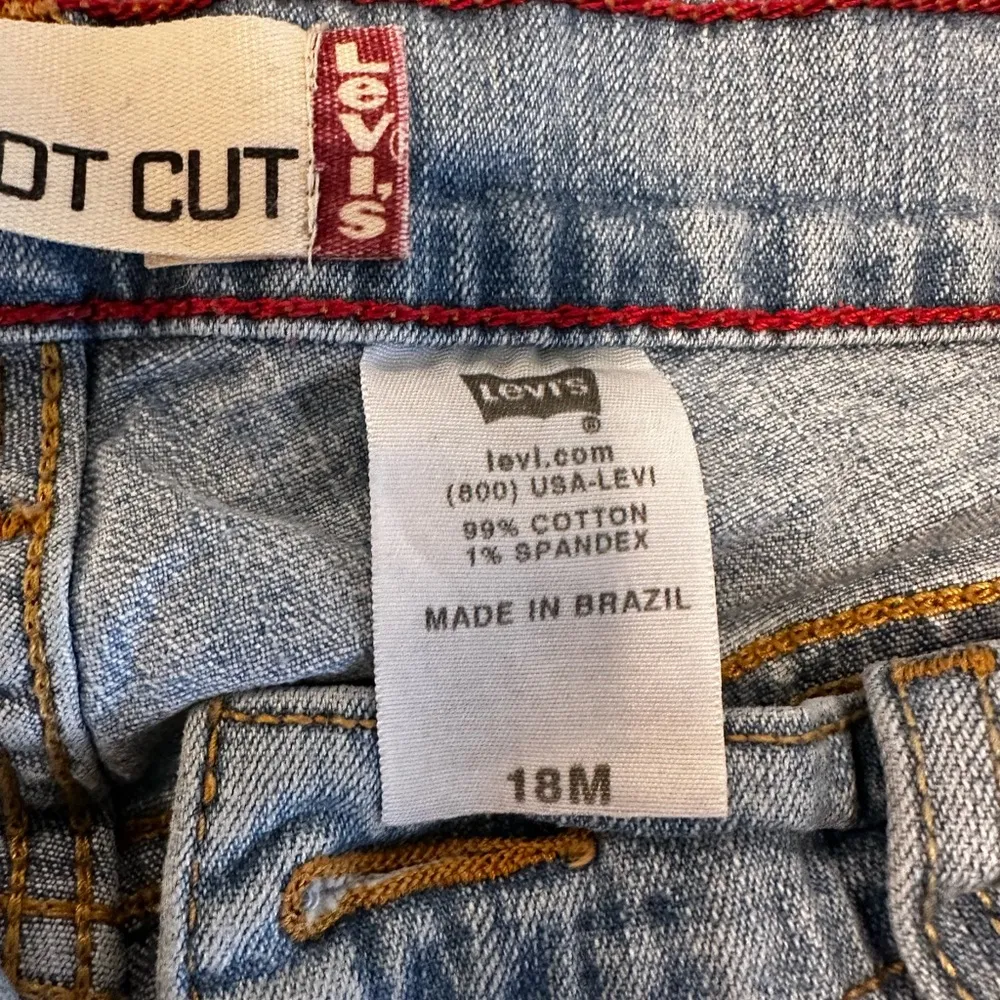 OT CUT
Levi's
Levi's
®
levi.com
(800) USA-LEVI
99% COTTON
1% SPANDEX
MADE IN BRAZIL
18M